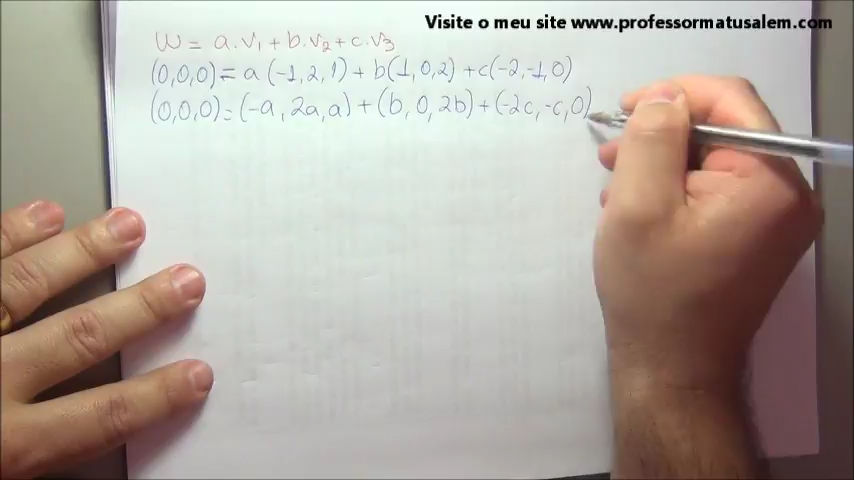 Visite o meu site www.professormatusalem.com
W = a.v₁ + b.v₂ + c.v₃
(0,0,0) = a(-1,2,1) + b(1,0,2) + c(-2,-1,0)
(0,0,0) = (-a, 2a, a) + (b, 0, 2b) + (-2c, -c, 0)